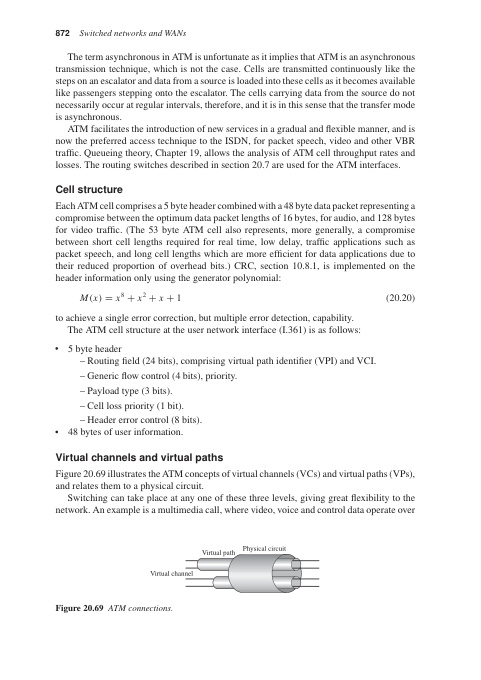 872 Switched networks and WANs
The term asynchronous in ATM is unfortunate as it implies that ATM is an asynchronous
transmission technique, which is not the case. Cells are transmitted continuously like the
steps on an escalator and data from a source is loaded into these cells as it becomes available
like passengers stepping onto the escalator. The cells carrying data from the source do not
necessarily occur at regular intervals, therefore, and it is in this sense that the transfer mode
is asynchronous.
ATM facilitates the introduction of new services in a gradual and flexible manner, and is
now the preferred access technique to the ISDN, for packet speech, video and other VBR
traffic. Queueing theory, Chapter 19, allows the analysis of ATM cell throughput rates and
losses. The routing switches described in section 20.7 are used for the ATM interfaces.
Cell structure
Each ATM cell comprises a 5 byte header combined with a 48 byte data packet representing a
compromise between the optimum data packet lengths of 16 bytes, for audio, and 128 bytes
for video traffic. (The 53 byte ATM cell also represents, more generally, a compromise
between short cell lengths required for real time, low delay, traffic applications such as
packet speech, and long cell lengths which are more efficient for data applications due to
their reduced proportion of overhead bits.) CRC, section 10.8.1, is implemented on the
header information only using the generator polynomial:
M(x) = x⁸ + x² + x + 1 (20.20)
to achieve a single error correction, but multiple error detection, capability.
The ATM cell structure at the user network interface (I.361) is as follows:
• 5 byte header
– Routing field (24 bits), comprising virtual path identifier (VPI) and VCI.
– Generic flow control (4 bits), priority.
– Payload type (3 bits).
– Cell loss priority (1 bit).
– Header error control (8 bits).
• 48 bytes of user information.
Virtual channels and virtual paths
Figure 20.69 illustrates the ATM concepts of virtual channels (VCs) and virtual paths (VPs),
and relates them to a physical circuit.
Switching can take place at any one of these three levels, giving great flexibility to the
network. An example is a multimedia call, where video, voice and control data operate over
Virtual path Physical circuit
Virtual channel
Figure 20.69 ATM connections.